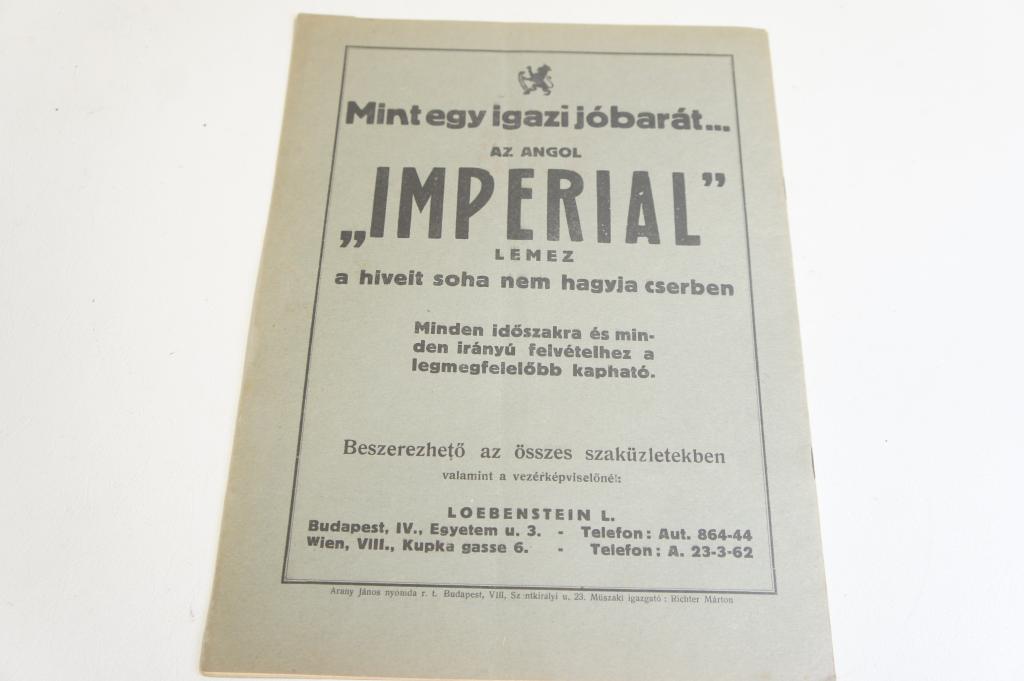 Mint egy igazi jóbarát...
AZ ANGOL
„IMPERIAL”
LEMEZ
a hiveit soha nem hagyja cserben
Minden időszakra és min-
den irányú felvételhez a
legmegfelelőbb kapható.
Beszerezhető az összes szaküzletekben
valamint a vezérképviselőnél:
LOEBENSTEIN L.
Budapest, IV., Egyetem u. 3. - Telefon: Aut. 864-44
Wien, VIII., Kupka gasse 6. - Telefon: A. 23-3-62
Arany János nyomda r. t. Budapest, VIII, Sz ntkirályi u. 23. Műszaki igazgató: Richter Márton